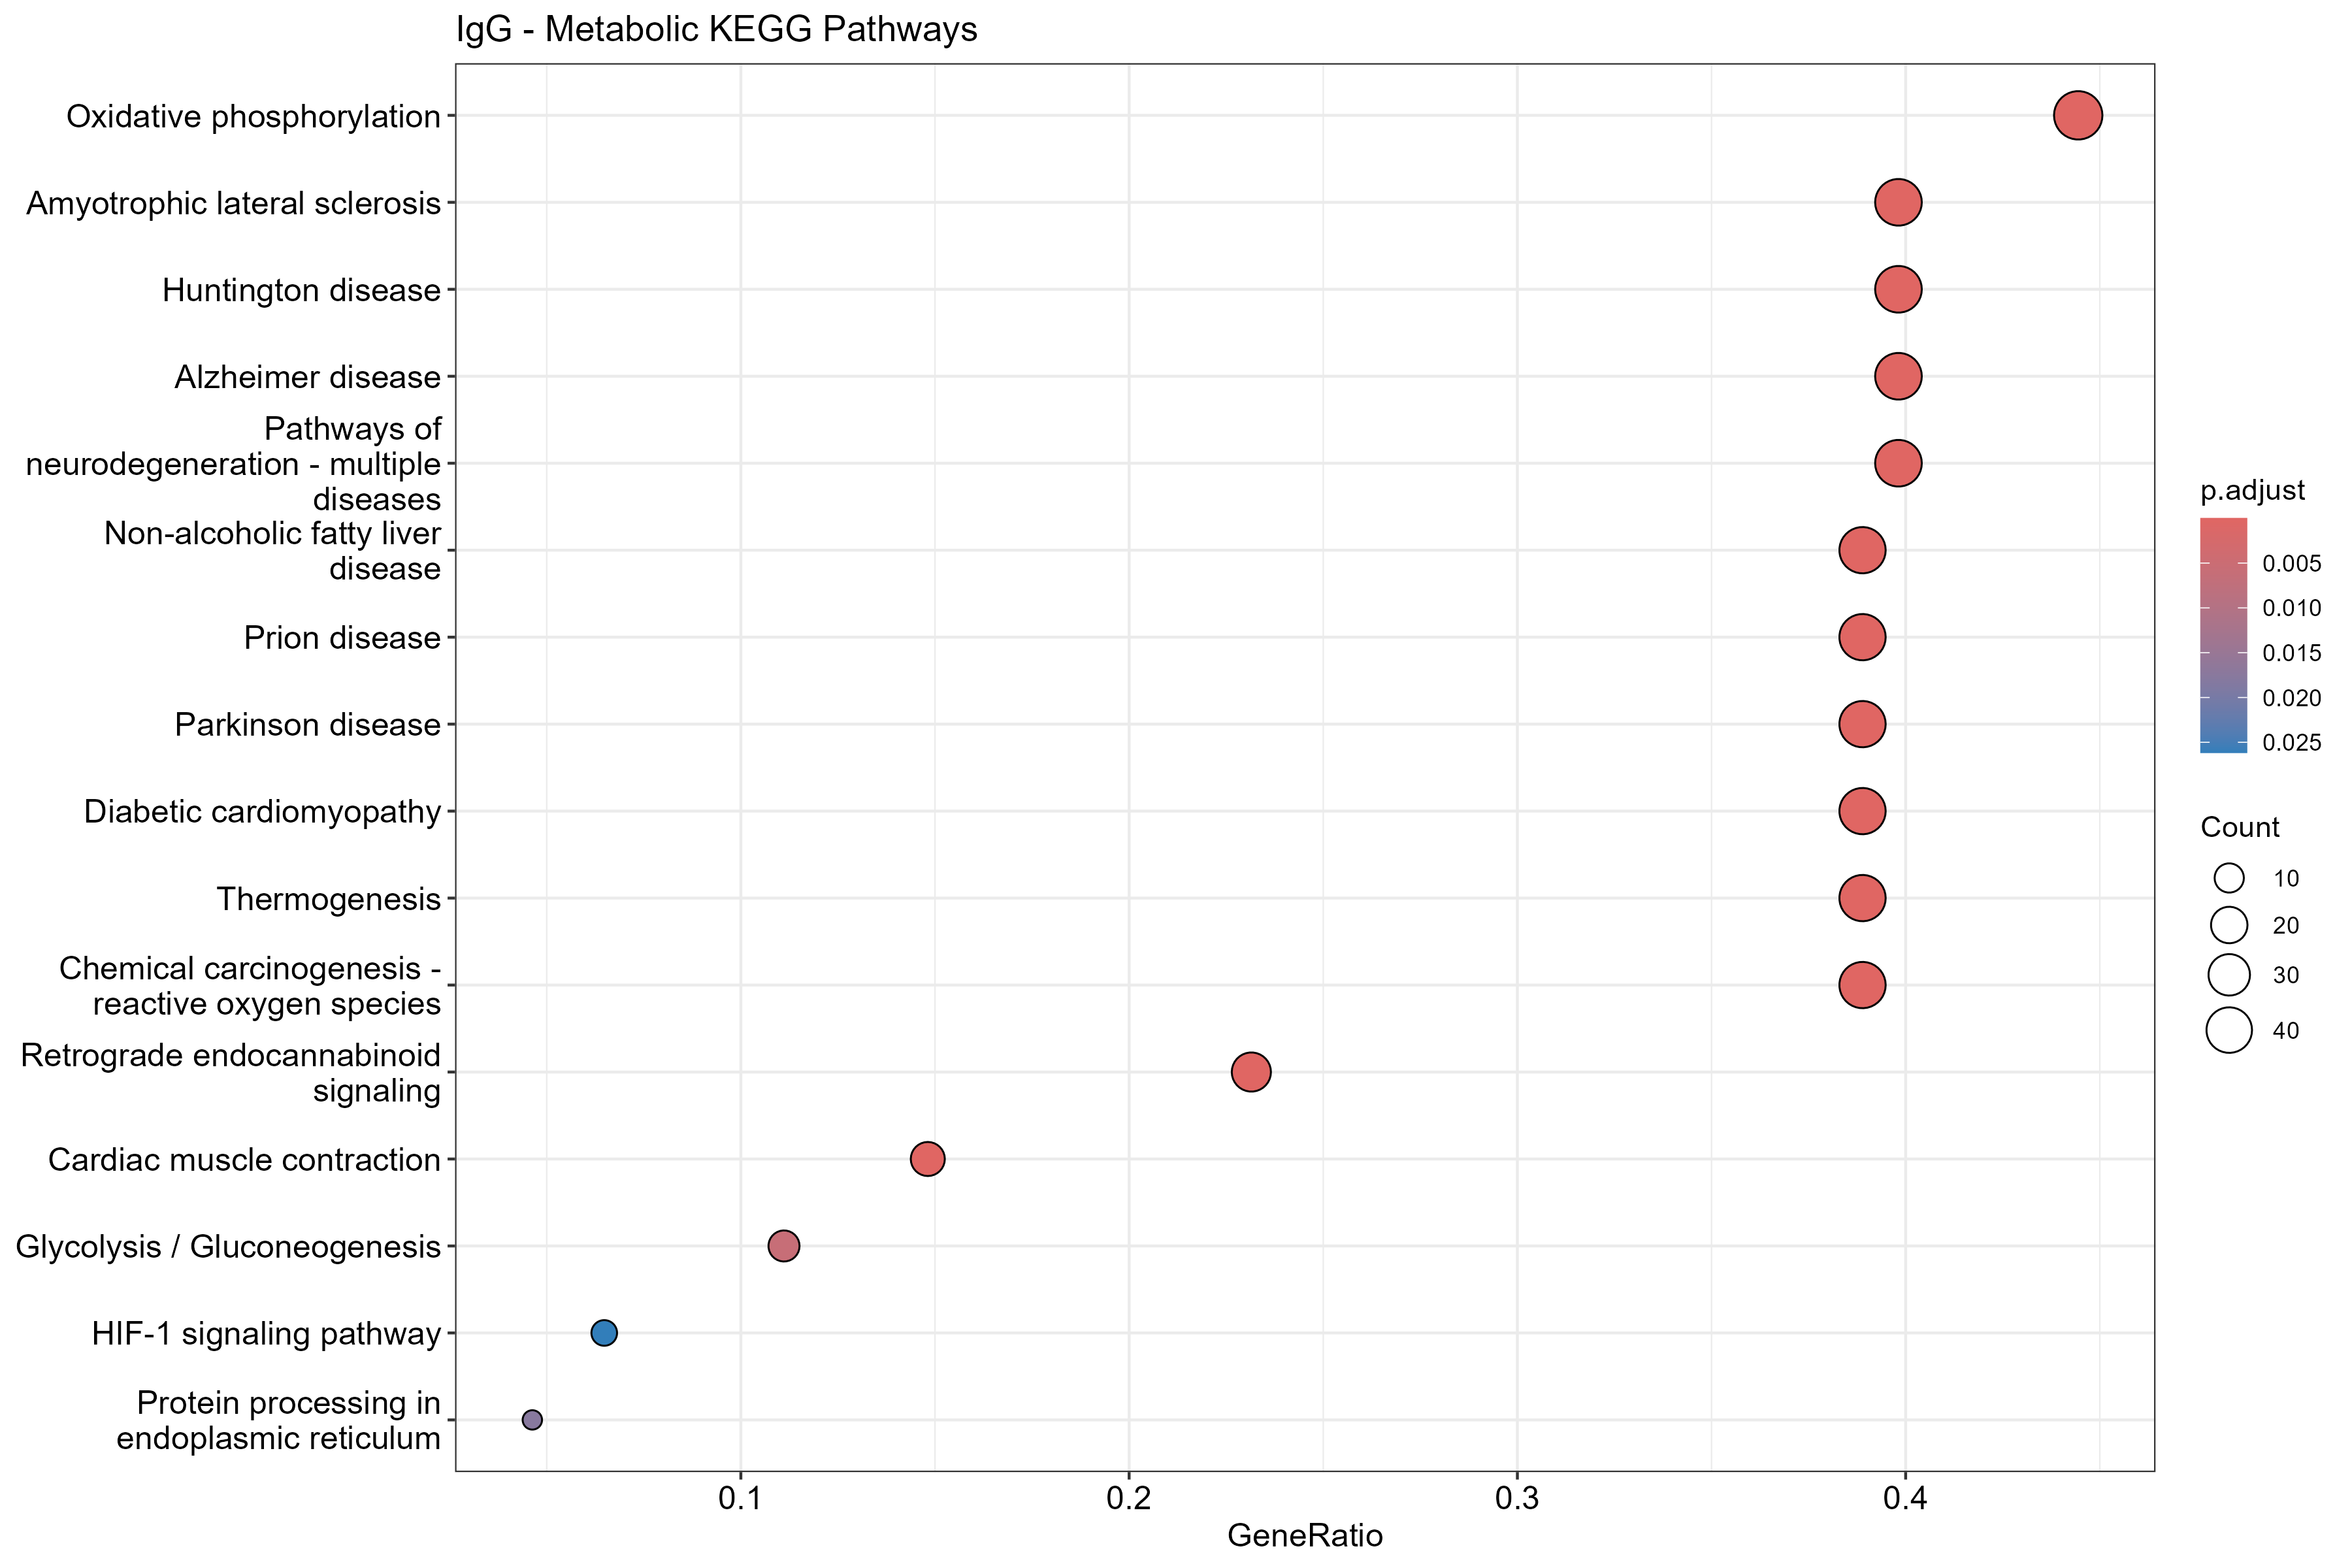 IgG - Metabolic KEGG Pathways
Oxidative phosphorylation
Amyotrophic lateral sclerosis
Huntington disease
Alzheimer disease
Pathways of
neurodegeneration - multiple
diseases
Non-alcoholic fatty liver
disease
Prion disease
Parkinson disease
Diabetic cardiomyopathy
Thermogenesis
Chemical carcinogenesis -
reactive oxygen species
Retrograde endocannabinoid
signaling
Cardiac muscle contraction
Glycolysis / Gluconeogenesis
HIF-1 signaling pathway
Protein processing in
endoplasmic reticulum
0.1
0.2
0.3
0.4
GeneRatio
p.adjust
0.005
0.010
0.015
0.020
0.025
Count
10
20
30
40